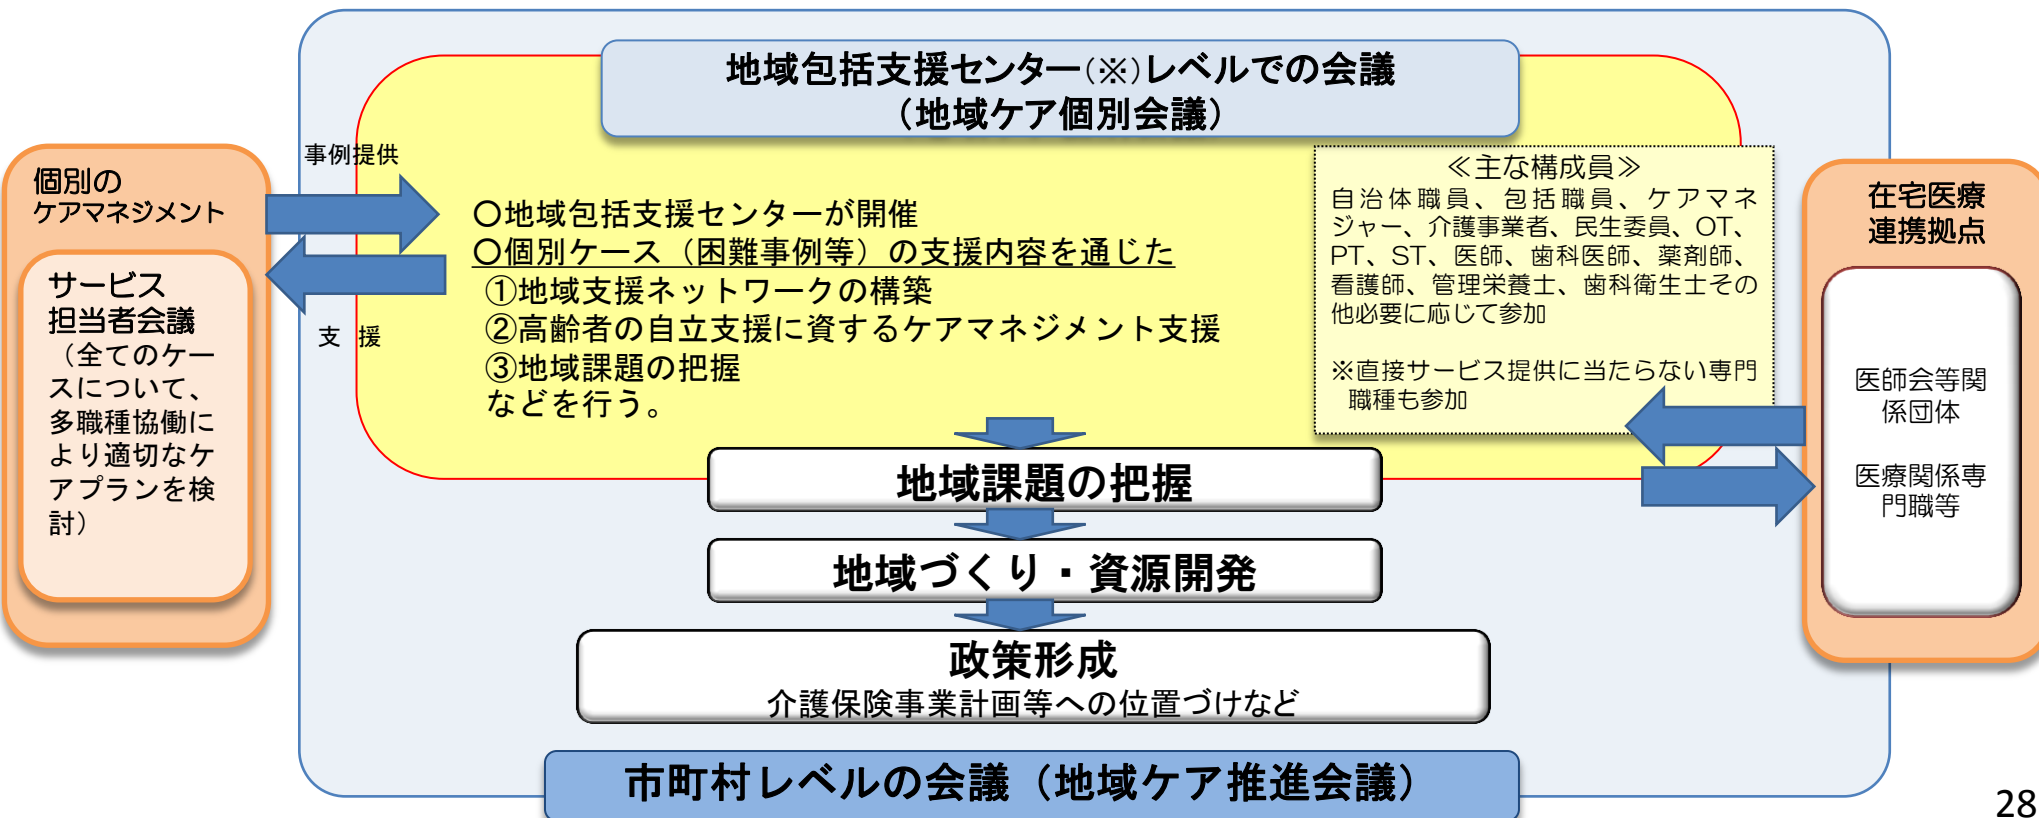 地域包括支援センター(※)レベルでの会議
（地域ケア個別会議）
事例提供
支　援
個別の
ケアマネジメント
サービス
担当者会議
（全てのケー
スについて、
多職種協働に
より適切なケ
アプランを検
討）
〇地域包括支援センターが開催
〇個別ケース（困難事例等）の支援内容を通じた
①地域支援ネットワークの構築
②高齢者の自立支援に資するケアマネジメント支援
③地域課題の把握
などを行う。
≪主な構成員≫
自治体職員、包括職員、ケアマネ
ジャー、介護事業者、民生委員、OT、
PT、ST、医師、歯科医師、薬剤師、
看護師、管理栄養士、歯科衛生士その
他必要に応じて参加
※直接サービス提供に当たらない専門
職種も参加
在宅医療
連携拠点
医師会等関
係団体
医療関係専
門職等
地域課題の把握
地域づくり・資源開発
政策形成
介護保険事業計画等への位置づけなど
市町村レベルの会議（地域ケア推進会議）
28